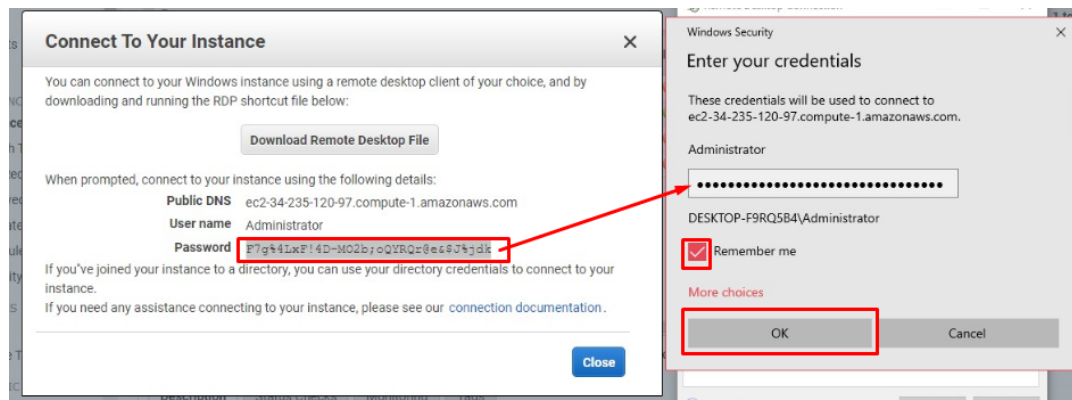 Connect To Your Instance
You can connect to your Windows instance using a remote desktop client of your choice, and by
downloading and running the RDP shortcut file below:
Download Remote Desktop File
When prompted, connect to your instance using the following details:
Public DNS ec2-34-235-120-97.compute-1.amazonaws.com
User name Administrator
Password F7g%4LxF!4D-MO2b;oQYRQr@e&SJ%jdk
If you"ve joined your instance to a directory, you can use your directory credentials to connect to your
instance.
If you need any assistance connecting to your instance, please see our connection documentation.
Close
Windows Security
Enter your credentials
These credentials will be used to connect to
ec2-34-235-120-97.compute-1.amazonaws.com.
Administrator
DESKTOP-F9RQ5B4\Administrator
Remember me
More choices
OK Cancel
Description Status Checks Monitoring Tags